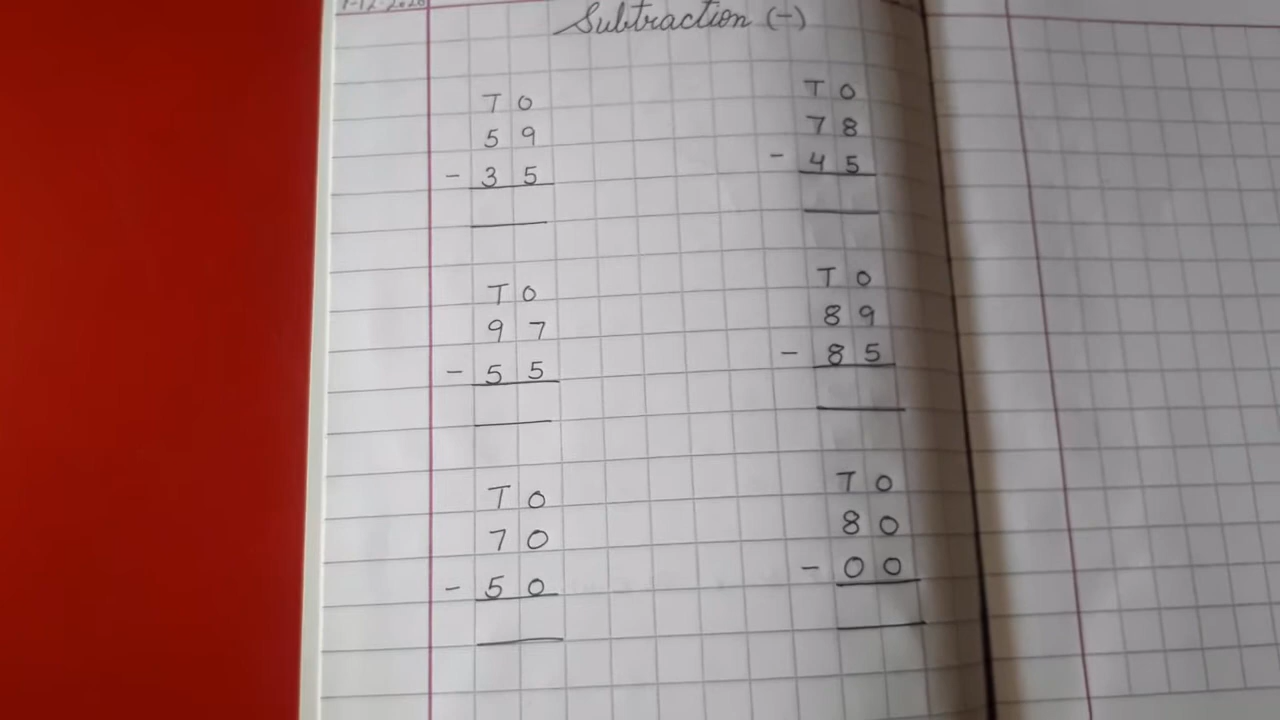 Subtraction (-)
T O
5 9
- 3 5
T O
7 8
- 4 5
T O
9 7
- 5 5
T O
8 9
- 8 5
T O
7 0
- 5 0
T O
8 0
- 0 0